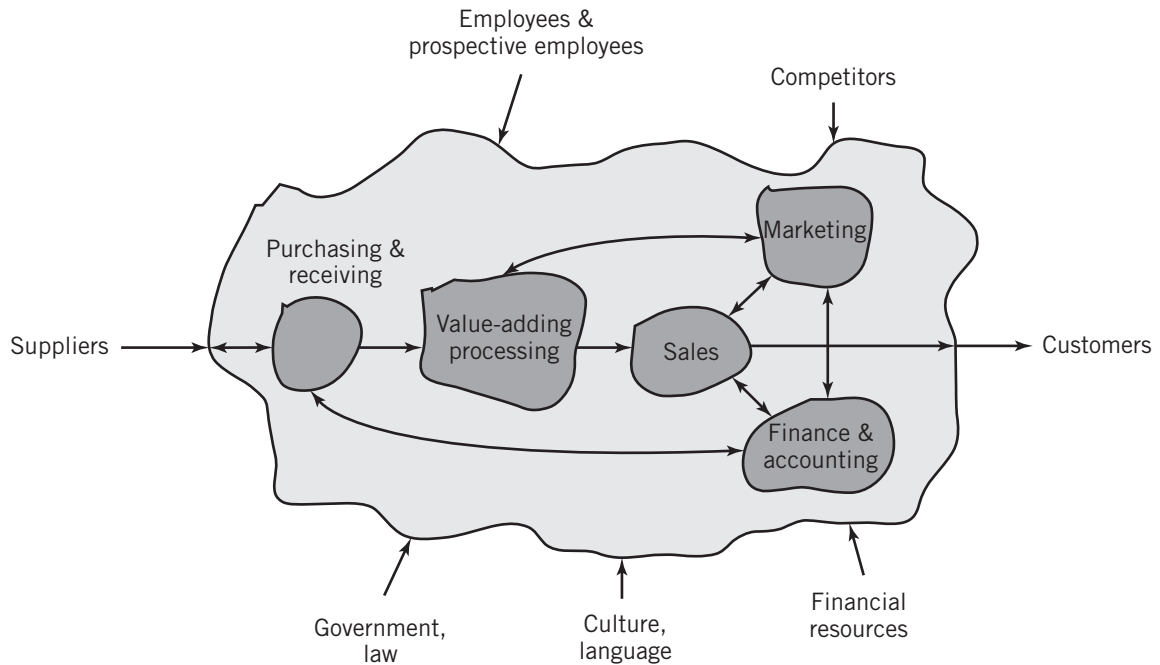 Employees &
prospective employees
Competitors
Marketing
Purchasing &
receiving
Value-adding
processing
Sales
Suppliers
Customers
Finance &
accounting
Government,
law
Culture,
language
Financial
resources